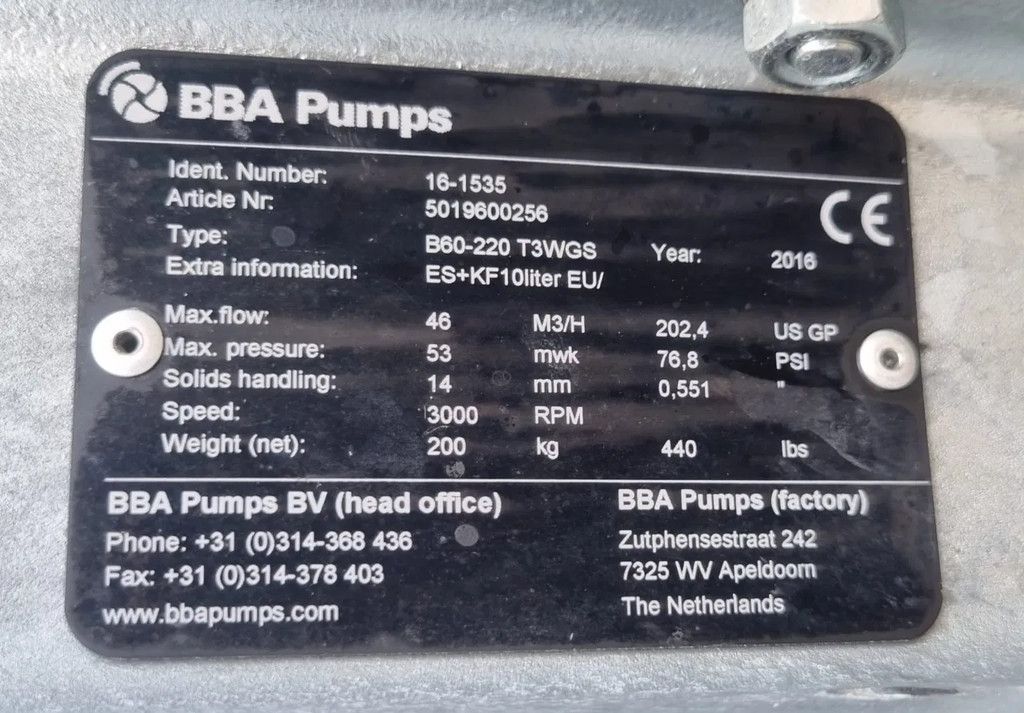 BBA Pumps
Ident. Number: 16-1535
Article Nr: 5019600256
Type: B60-220 T3WGS Year: 2016
Extra information: ES+KF10liter EU/
CE
Max.flow: 46 M3/H 202,4 US GP
Max. pressure: 53 mwk 76,8 PSI
Solids handling: 14 mm 0,551 "
Speed: 3000 RPM
Weight (net): 200 kg 440 lbs
BBA Pumps BV (head office)
Phone: +31 (0)314-368 436
Fax: +31 (0)314-378 403
www.bbapumps.com
BBA Pumps (factory)
Zutphensestraat 242
7325 WV Apeldoorn
The Netherlands